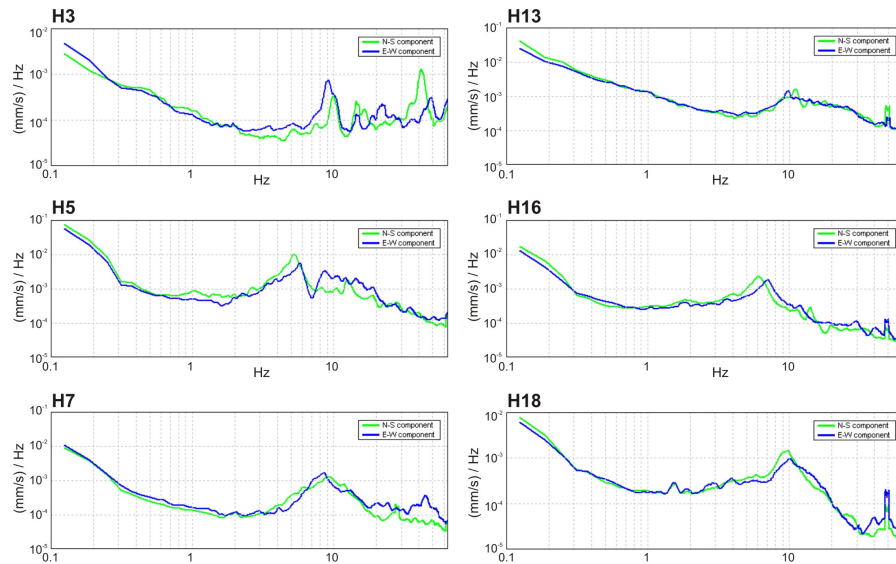 H3
(mm/s) / Hz
10-2
10-3
10-4
10-5
N-S component
E-W component
0.1
1
10
Hz
H13
(mm/s) / Hz
10-1
10-2
10-3
10-4
10-5
N-S component
E-W component
0.1
1
10
Hz
H5
(mm/s) / Hz
10-1
10-2
10-3
10-4
10-5
N-S component
E-W component
0.1
1
10
Hz
H16
(mm/s) / Hz
10-1
10-2
10-3
10-4
10-5
N-S component
E-W component
0.1
1
10
Hz
H7
(mm/s) / Hz
10-1
10-2
10-3
10-4
10-5
N-S component
E-W component
0.1
1
10
H18
(mm/s) / Hz
10-2
10-3
10-4
10-5
N-S component
E-W component
0.1
1
10